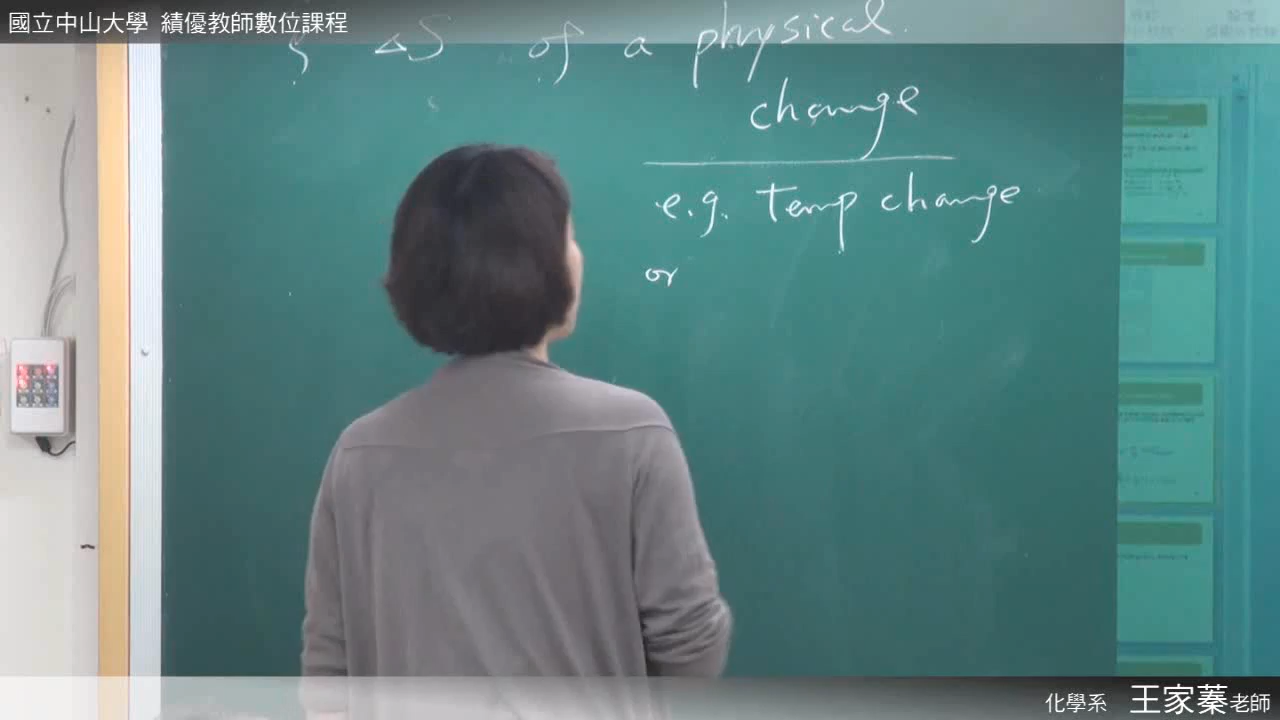 國立中山大學 績優教師數位課程
ΔS of a physical
change
e.g. Temp change
or
化學系 王家蓁老師